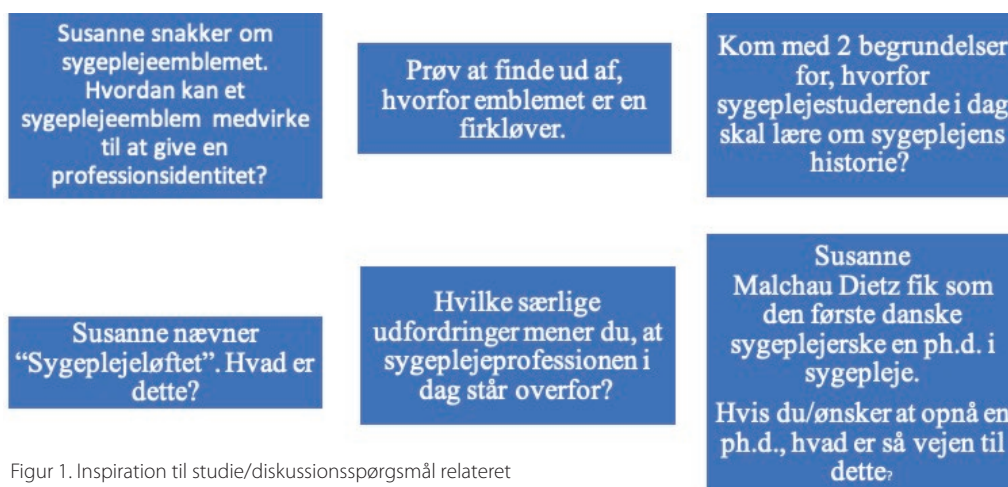 Susanne snakker om
sygeplejeemblemet.
Hvordan kan et
sygeplejeemblem medvirke
til at give en
professionsidentitet?
Prøv at finde ud af,
hvorfor emblemet er en
firkløver.
Kom med 2 begrundelser
for, hvorfor
sygeplejestuderende i dag
skal lære om sygeplejens
historie?
Susanne nævner
“Sygeplejeløftet”. Hvad er
dette?
Hvilke særlige
udfordringer mener du, at
sygeplejeprofessionen i
dag står overfor?
Susanne
Malchau Dietz fik som
den første danske
sygeplejerske en ph.d. i
sygepleje.
Hvis du/ønsker at opnå en
ph.d., hvad er så vejen til
dette?
Figur 1. Inspiration til studie/diskussionsspørgsmål relateret